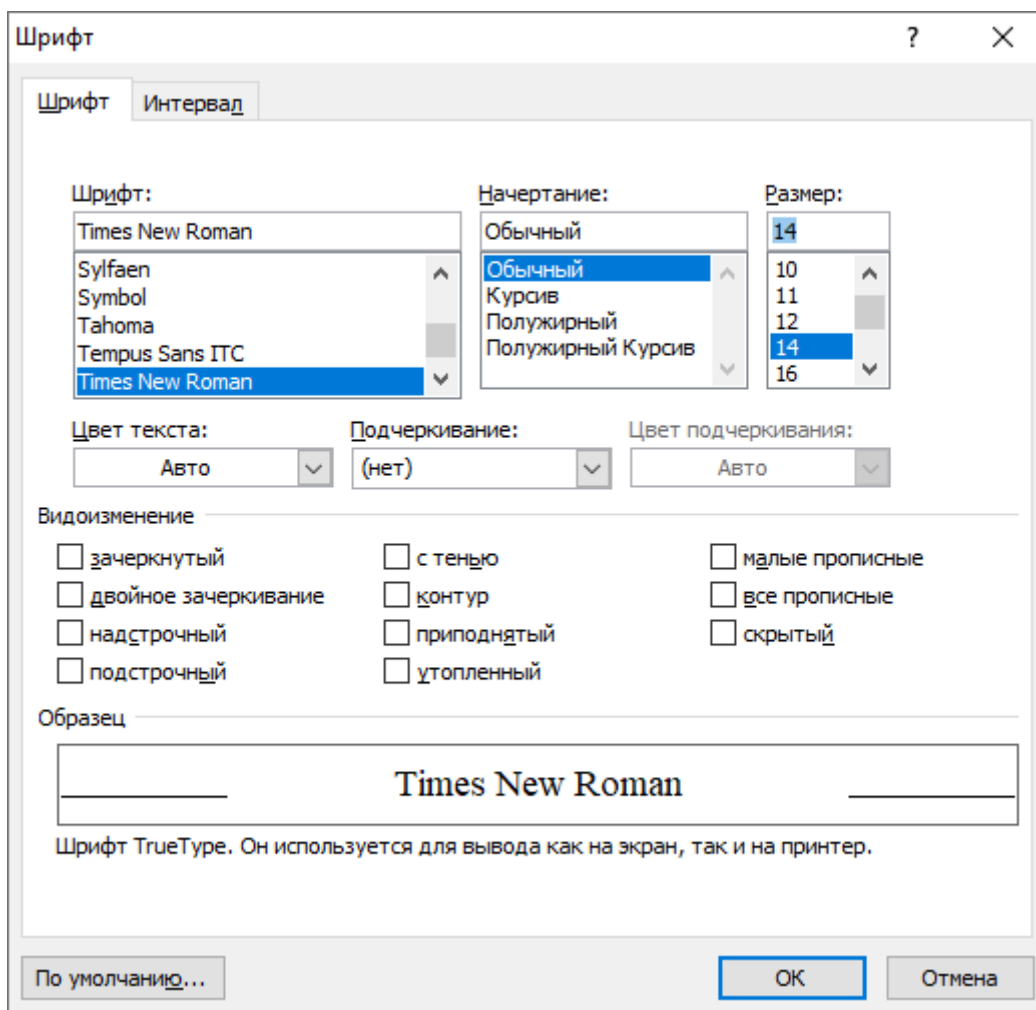 Шрифт ?
Шрифт Интервал
Шрифт: Начертание: Размер:
Times New Roman Обычный 14
Sylfaen Обычный 10
Symbol Курсив 11
Tahoma Полужирный 12
Tempus Sans ITC Полужирный Курсив 14
Times New Roman 16
Цвет текста: Подчеркивание: Цвет подчеркивания:
Авто (нет) Авто
Видоизменение
зачеркнутый с тенью малые прописные
двойное зачеркивание контур все прописные
надстрочный приподнятый скрытый
подстрочный утопленный
Образец
Times New Roman
Шрифт TrueType. Он используется для вывода как на экран, так и на принтер.
По умолчанию... ОК Отмена